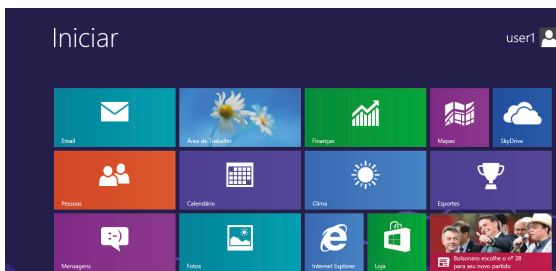 Iniciar
user1
Email
Área de Trabalho
Finanças
Mapas
SkyDrive
Pessoas
Calendário
Clima
Esportes
Mensagens
Fotos
Internet Explorer
Loja
Bolsonaro escolhe o nº 38
para seu novo partido